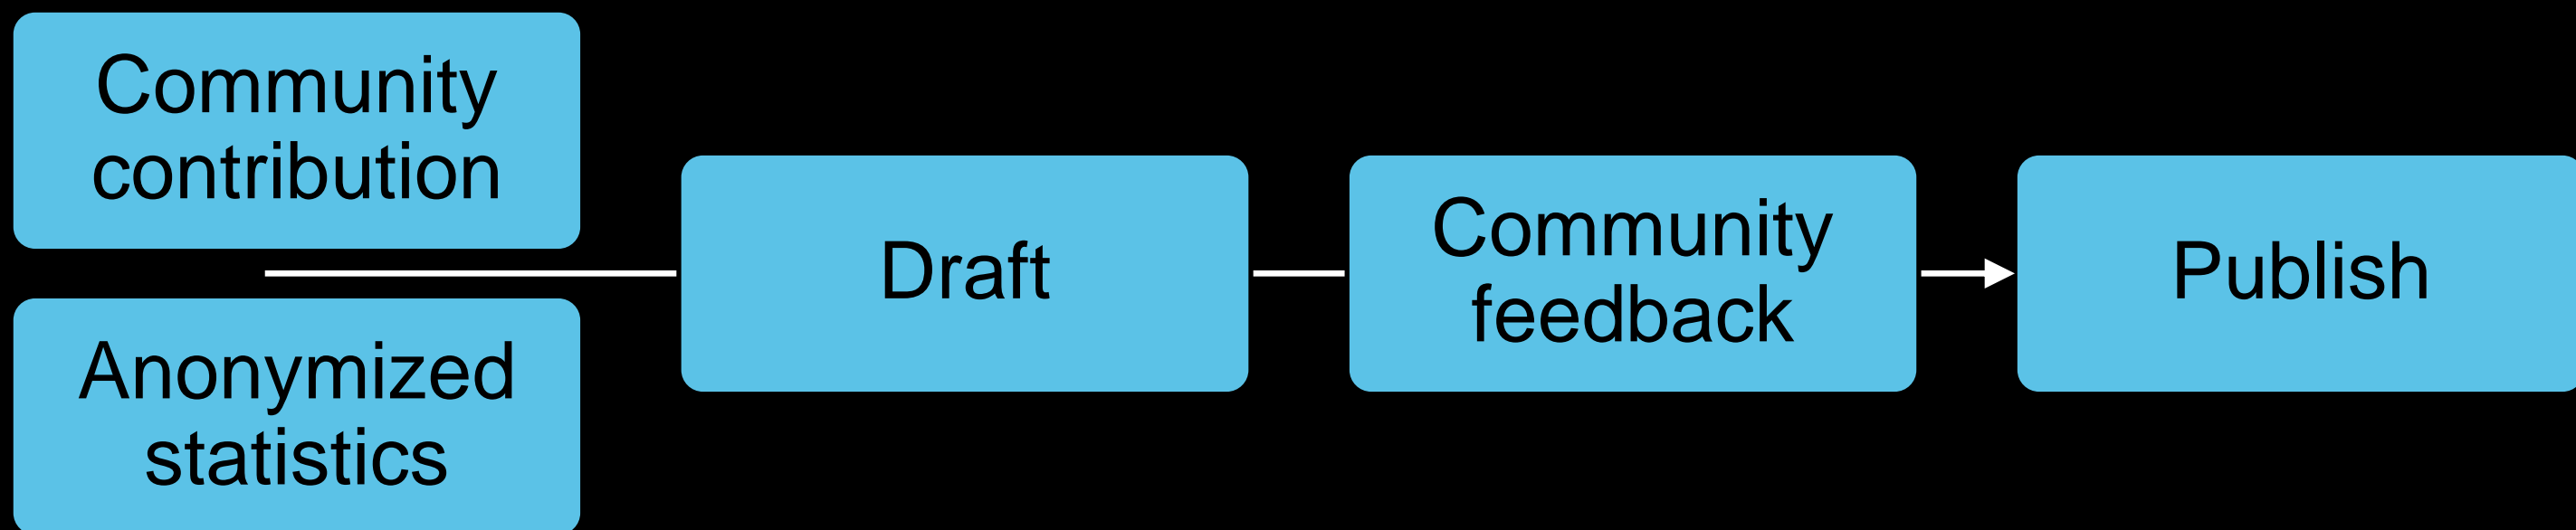 Community
contribution
Anonymized
statistics
Draft
Community
feedback
Publish